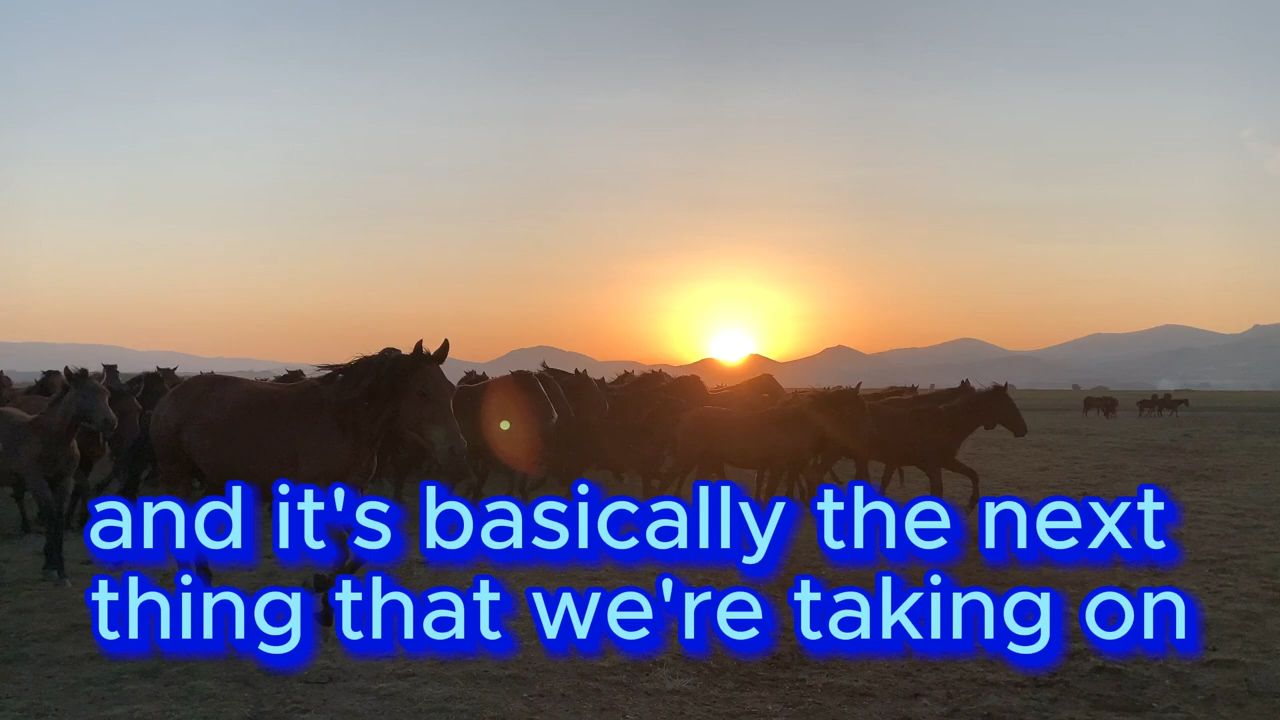 and it's basically the next
thing that we're taking on